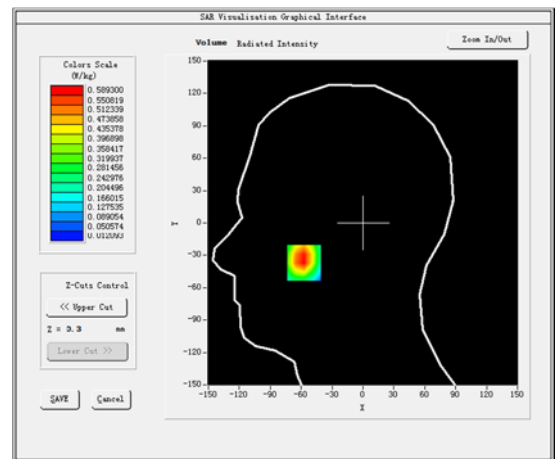 SAR Visualisation Graphical Interface
Volume Radiated Intensity
Zoom In/Out
Colors Scale
(W/kg)
0.589300
0.550819
0.512339
0.473858
0.435378
0.396898
0.358417
0.319937
0.281456
0.242976
0.204496
0.166015
0.127535
0.089054
0.050574
0.012093
Z-Cuts Control
<< Upper Cut
Z = 0.3 mm
Lower Cut >>
SAVE Cancel
150
120
90
60
30
0
-30
-60
-90
-120
-150
Y
-150 -120 -90 -60 -30 0 30 60 90 120 150
X